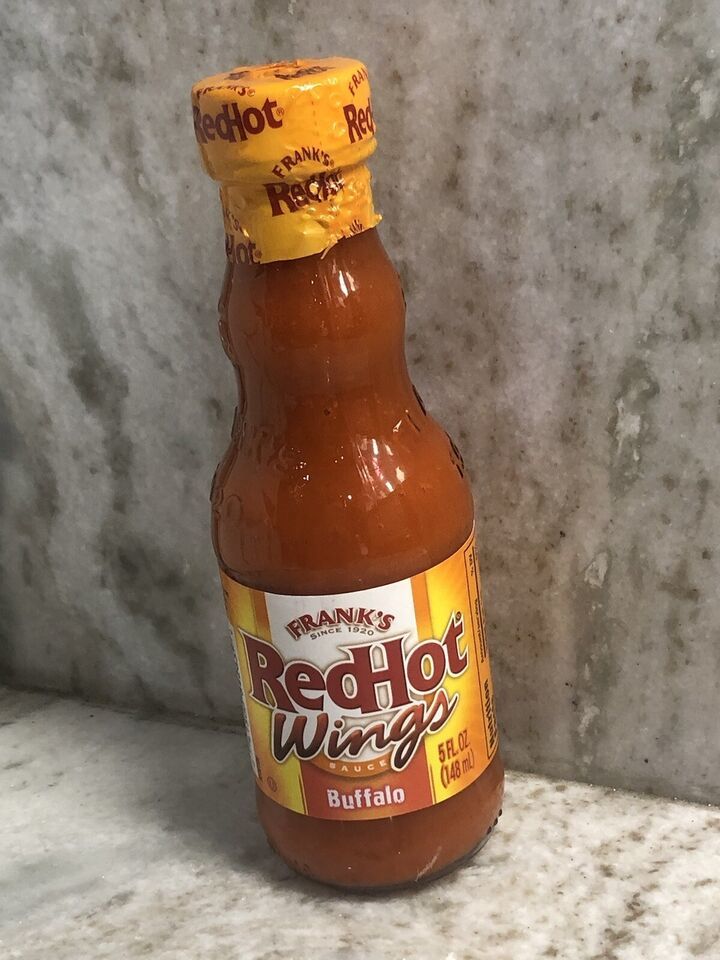 RedHot®
FRANK'S
RedHot
FRANK'S
SINCE 1920
RedHot®
Wings
SAUCE
Buffalo
5 FL. OZ.
(148 mL)